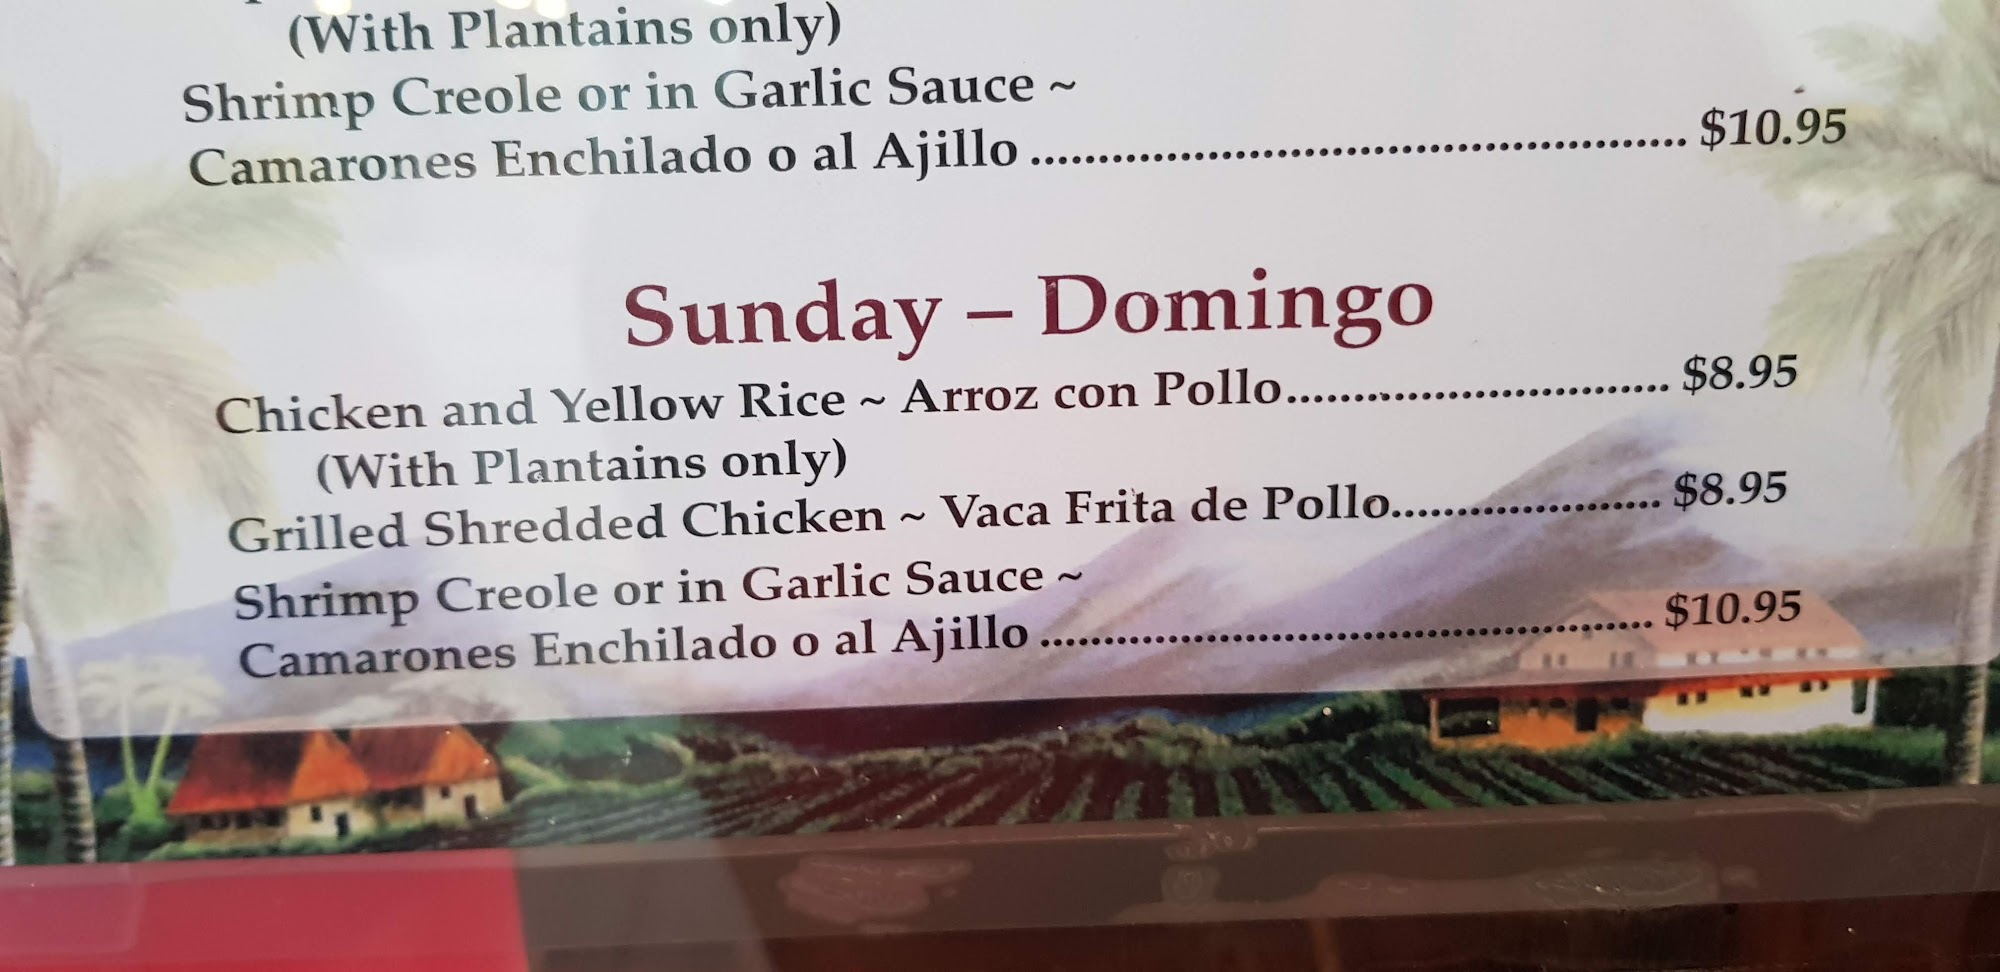 (With Plantains only)
Shrimp Creole or in Garlic Sauce ~
Camarones Enchilado o al Ajillo ................................................ $10.95
Sunday – Domingo
Chicken and Yellow Rice ~ Arroz con Pollo............................. $8.95
(With Plantains only)
Grilled Shredded Chicken ~ Vaca Frita de Pollo..................... $8.95
Shrimp Creole or in Garlic Sauce ~
Camarones Enchilado o al Ajillo ................................................ $10.95